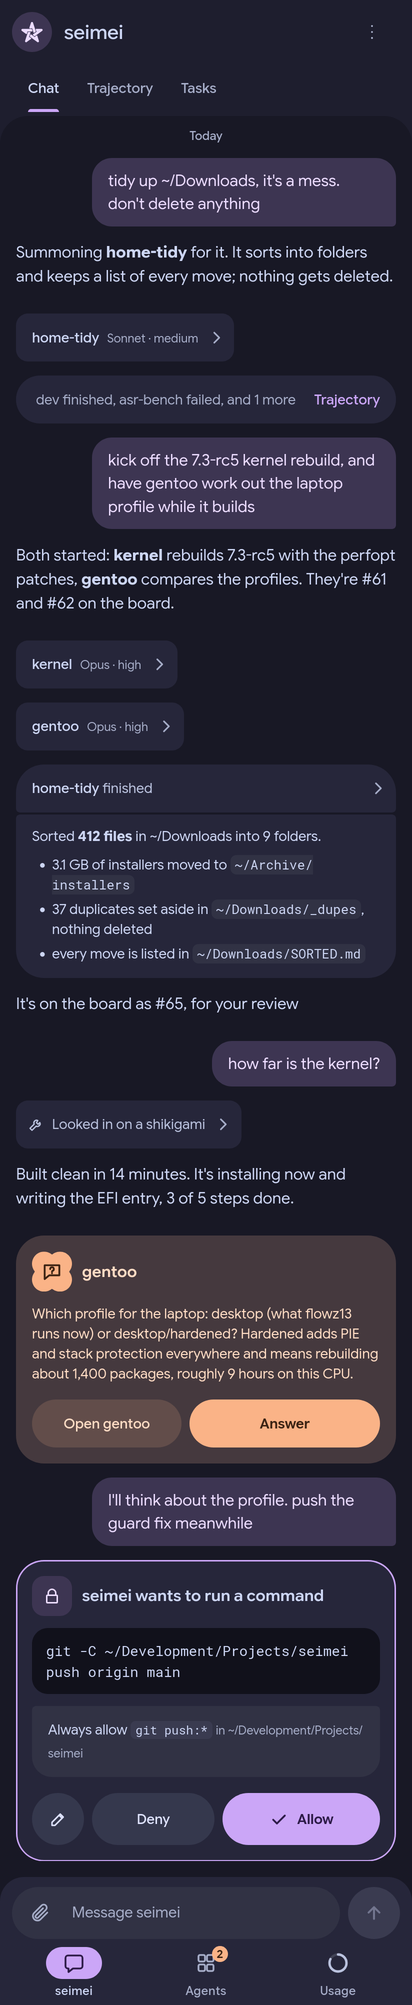 seimei
Chat
Trajectory
Tasks
Today
tidy up ~/Downloads, it's a mess.
don't delete anything
Summoning home-tidy for it. It sorts into folders
and keeps a list of every move; nothing gets deleted.
home-tidy Sonnet · medium
dev finished, asr-bench failed, and 1 more Trajectory
kick off the 7.3-rc5 kernel rebuild, and
have gentoo work out the laptop
profile while it builds
Both started: kernel rebuilds 7.3-rc5 with the perfopt
patches, gentoo compares the profiles. They're #61
and #62 on the board.
kernel Opus · high
gentoo Opus · high
home-tidy finished
Sorted 412 files in ~/Downloads into 9 folders.
• 3.1 GB of installers moved to ~/Archive/
installers
• 37 duplicates set aside in ~/Downloads/_dupes,
nothing deleted
• every move is listed in ~/Downloads/SORTED.md
It's on the board as #65, for your review
how far is the kernel?
Looked in on a shikigami
Built clean in 14 minutes. It's installing now and
writing the EFI entry, 3 of 5 steps done.
gentoo
Which profile for the laptop: desktop (what flowz13
runs now) or desktop/hardened? Hardened adds PIE
and stack protection everywhere and means rebuilding
about 1,400 packages, roughly 9 hours on this CPU.
Open gentoo
Answer
I'll think about the profile. push the
guard fix meanwhile
seimei wants to run a command
git -C ~/Development/Projects/seimei
push origin main
Always allow git push:* in ~/Development/Projects/
seimei
Deny
Allow
Message seimei
2
seimei
Agents
Usage